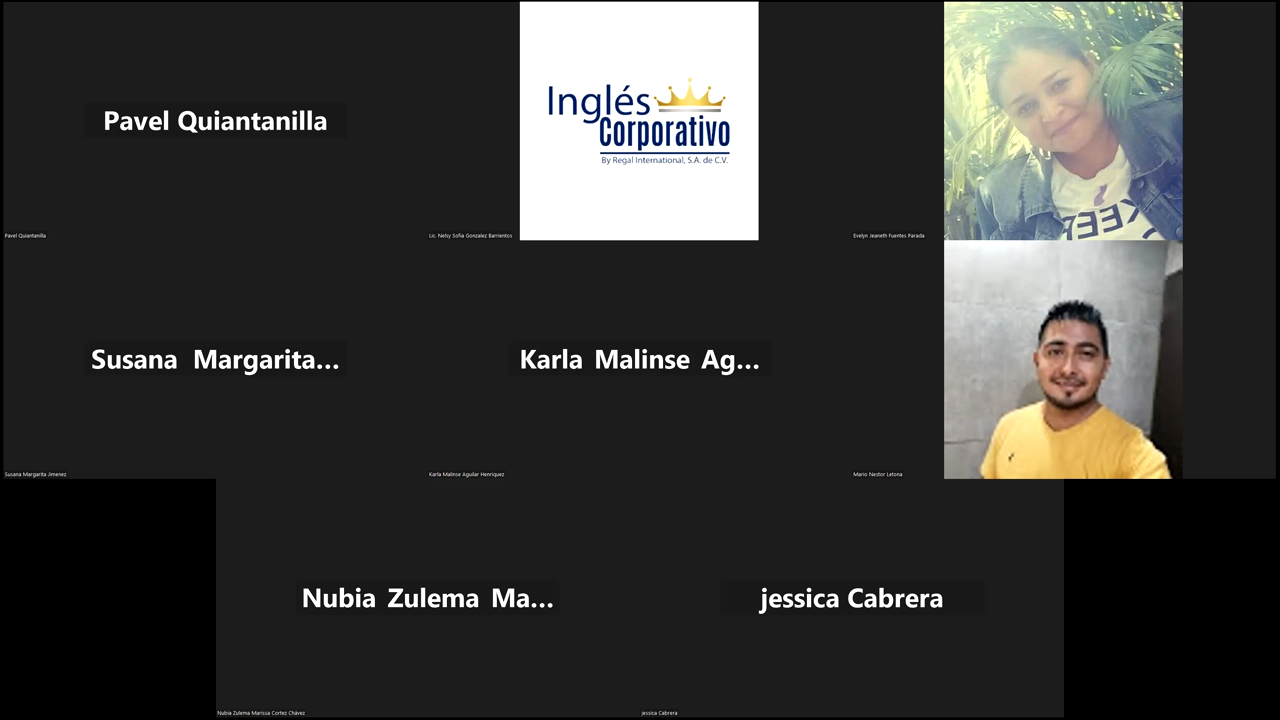 Pavel Quiantanilla
Inglés
Corporativo
By Regal International, S.A. de C.V.
KEER
Pavel Quiantanilla
Lic. Nelsy Sofia Gonzalez Barrientos
Evelyn Jeaneth Fuentes Parada
Susana Margarita...
Karla Malinse Ag...
Susana Margarita Jimenez
Karla Malinse Aguilar Henriquez
Mario Nestor Letona
Nubia Zulema Ma...
jessica Cabrera
Nubia Zulema Marissa Cortez Chávez
jessica Cabrera